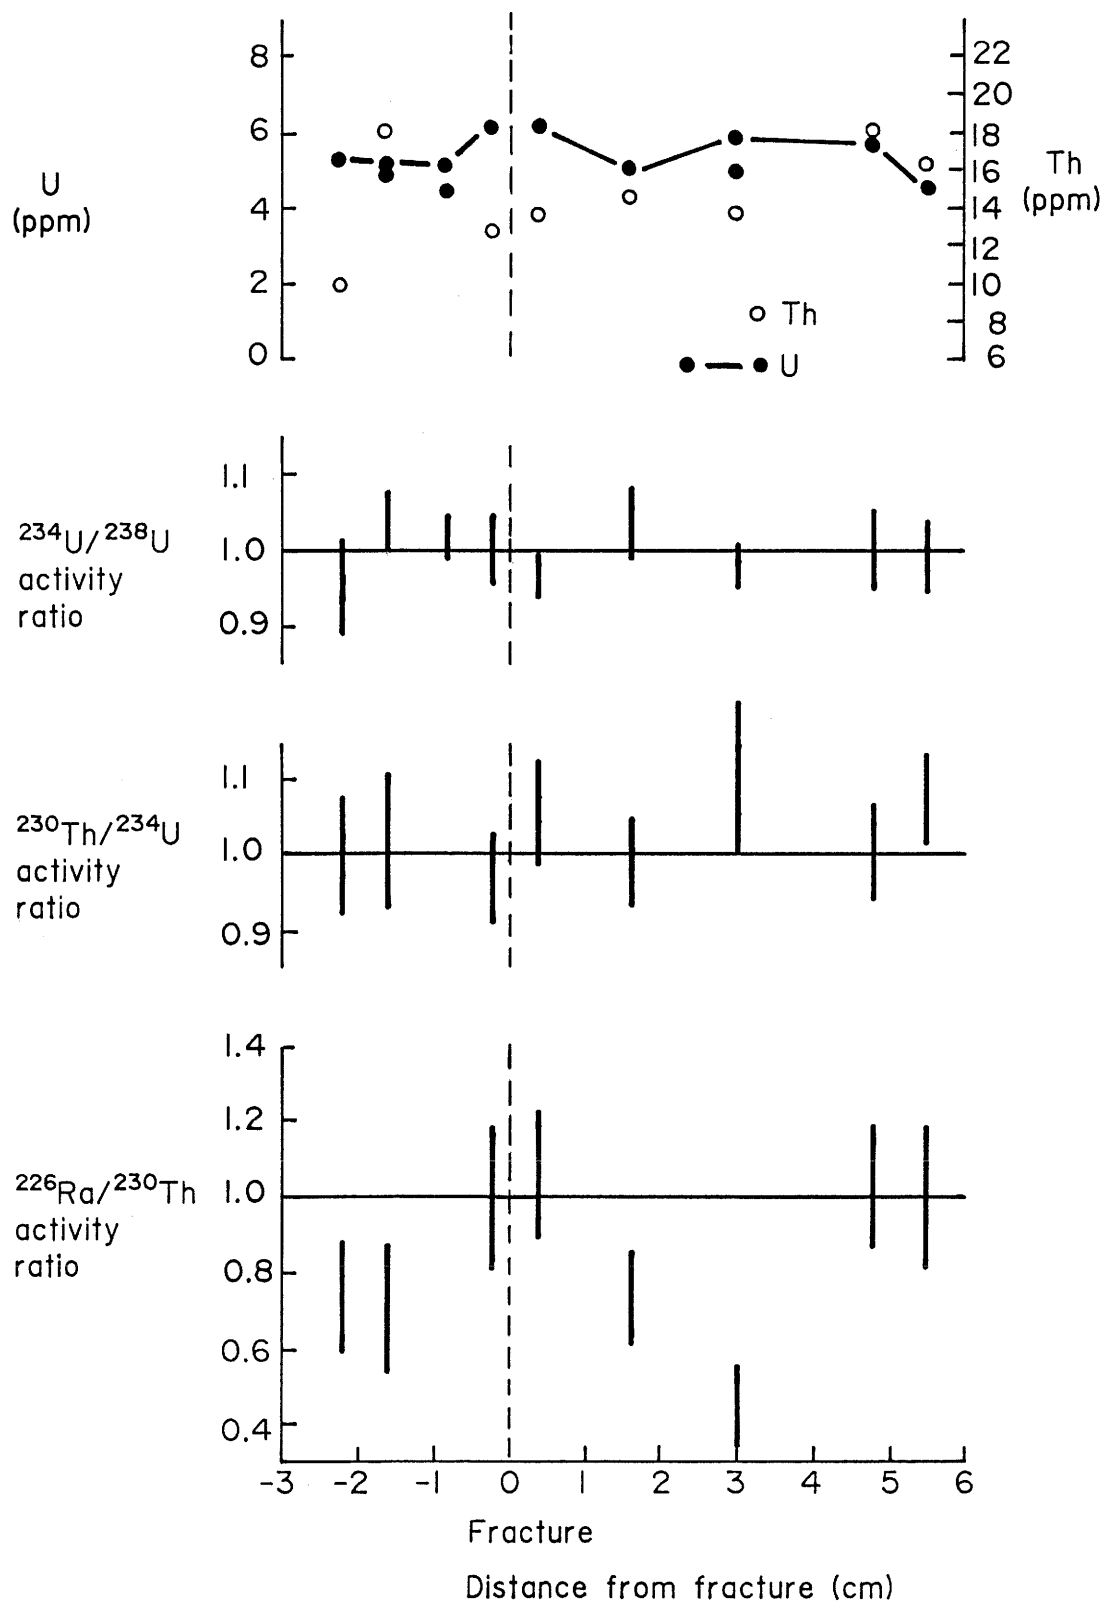 8
6
4
2
0
U
(ppm)
22
20
18
16
14
12
10
8
6
Th
(ppm)
Th
U
1.1
1.0
0.9
234U/238U
activity
ratio
1.1
1.0
0.9
230Th/234U
activity
ratio
1.4
1.2
1.0
0.8
0.6
0.4
226Ra/230Th
activity
ratio
-3 -2 -1 0 1 2 3 4 5 6
Fracture
Distance from fracture (cm)